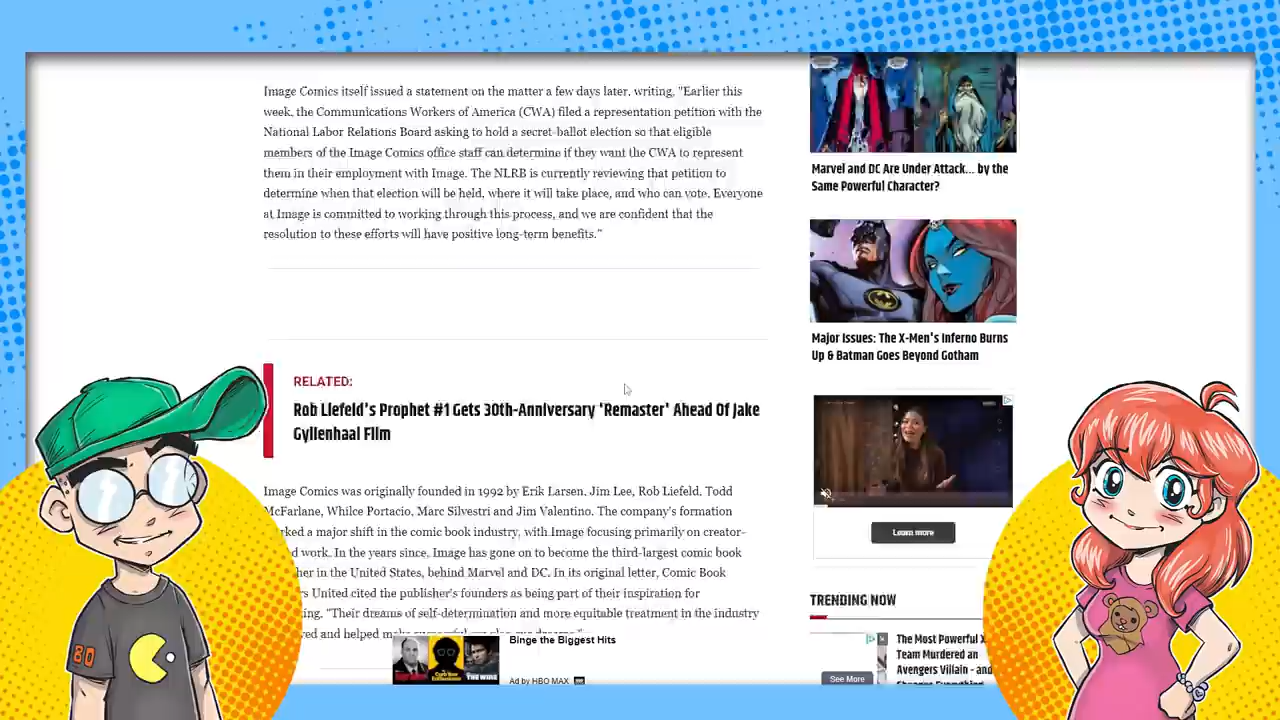 Image Comics itself issued a statement on the matter a few days later, writing, "Earlier this
week, the Communications Workers of America (CWA) filed a representation petition with the
National Labor Relations Board asking to hold a secret-ballot election so that eligible
members of the Image Comics office staff can determine if they want the CWA to represent
them in their employment with Image. The NLRB is currently reviewing that petition to
determine when that election will be held, where it will take place, and who can vote. Everyone
at Image is committed to working through this process, and we are confident that the
resolution to these efforts will have positive long-term benefits."
RELATED:
Rob Liefeld's Prophet #1 Gets 30th-Anniversary 'Remaster' Ahead Of Jake
Gyllenhaal Film
Image Comics was originally founded in 1992 by Erik Larsen, Jim Lee, Rob Liefeld, Todd
McFarlane, Whilce Portacio, Marc Silvestri and Jim Valentino. The company's formation
rked a major shift in the comic book industry, with Image focusing primarily on creator-
d work. In the years since, Image has gone on to become the third-largest comic book
her in the United States, behind Marvel and DC. In its original letter, Comic Book
rs United cited the publisher's founders as being part of their inspiration for
ing, "Their dreams of self-determination and more equitable treatment in the industry
ved and helped make
Binge the Biggest Hits
THE WIRE
Ad by HBO MAX
Marvel and DC Are Under Attack... by the
Same Powerful Character?
Major Issues: The X-Men's Inferno Burns
Up & Batman Goes Beyond Gotham
Learn more
TRENDING NOW
The Most Powerful X
Team Murdered an
Avengers Villain - and
See More
80